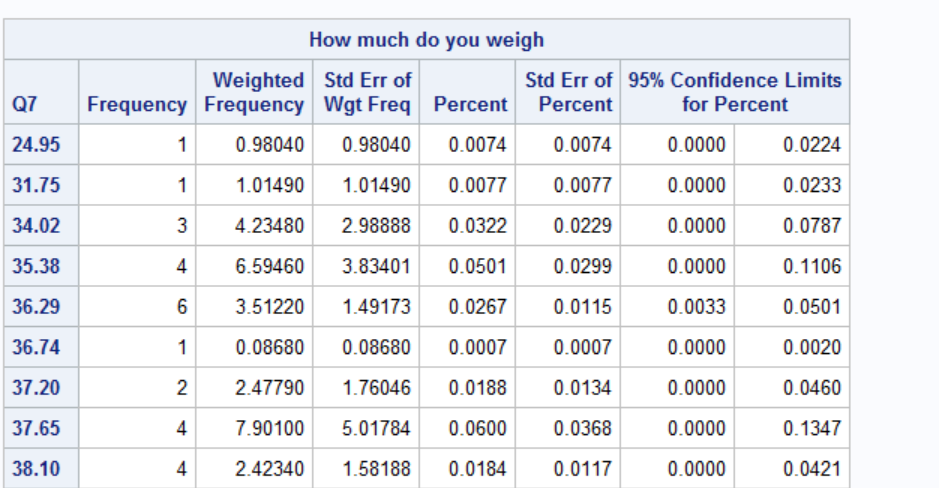 How much do you weigh
Q7 Frequency Weighted Frequency Std Err of Wgt Freq Percent Std Err of Percent 95% Confidence Limits for Percent
24.95 1 0.98040 0.98040 0.0074 0.0074 0.0000 0.0224
31.75 1 1.01490 1.01490 0.0077 0.0077 0.0000 0.0233
34.02 3 4.23480 2.98888 0.0322 0.0229 0.0000 0.0787
35.38 4 6.59460 3.83401 0.0501 0.0299 0.0000 0.1106
36.29 6 3.51220 1.49173 0.0267 0.0115 0.0033 0.0501
36.74 1 0.08680 0.08680 0.0007 0.0007 0.0000 0.0020
37.20 2 2.47790 1.76046 0.0188 0.0134 0.0000 0.0460
37.65 4 7.90100 5.01784 0.0600 0.0368 0.0000 0.1347
38.10 4 2.42340 1.58188 0.0184 0.0117 0.0000 0.0421